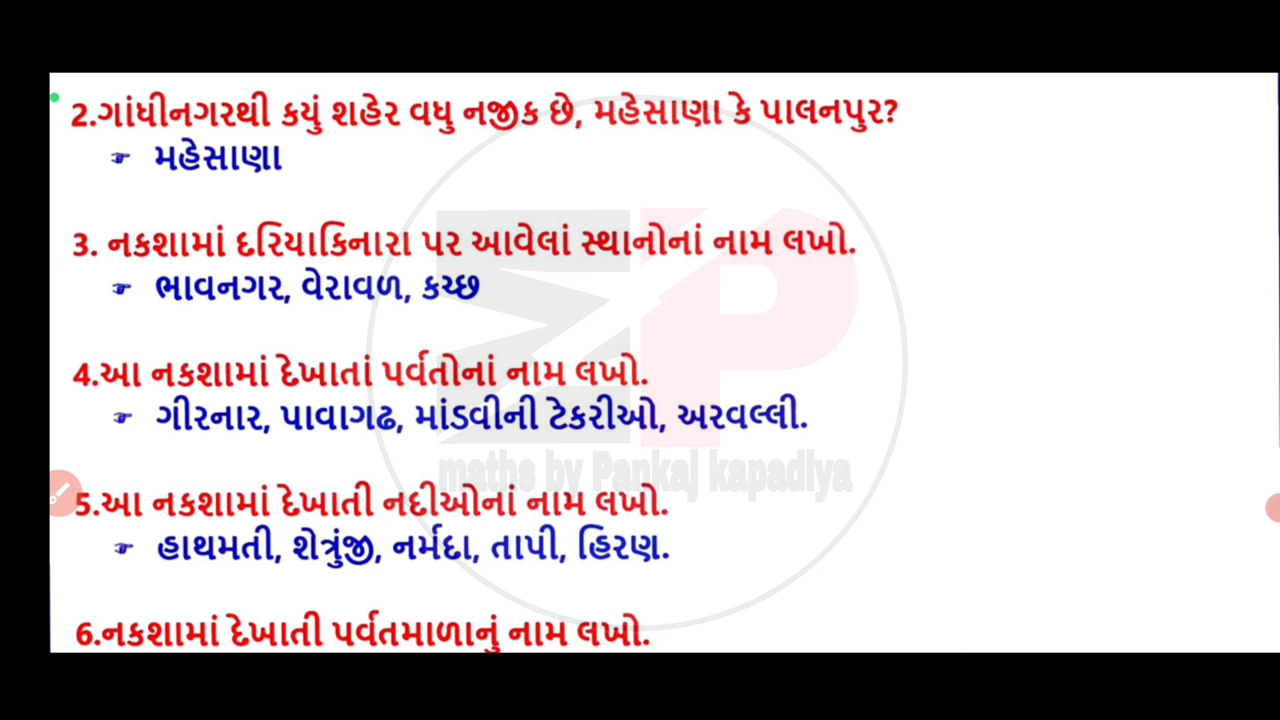 2.ગાંધીનગરથી કયું શહેર વધુ નજીક છે, મહેસાણા કે પાલનપુર?
☞ મહેસાણા
3. નકશામાં દરિયાકિનારા પર આવેલાં સ્થાનોનાં નામ લખો.
☞ ભાવનગર, વેરાવળ, કચ્છ
4.આ નકશામાં દેખાતાં પર્વતોનાં નામ લખો.
☞ ગીરનાર, પાવાગઢ, માંડવીની ટેકરીઓ, અરવલ્લી.
maths by Pankaj kapadiya
5.આ નકશામાં દેખાતી નદીઓનાં નામ લખો.
☞ હાથમતી, શેત્રુંજી, નર્મદા, તાપી, હિરણ.
6.નકશામાં દેખાતી પર્વતમાળાનું નામ લખો.